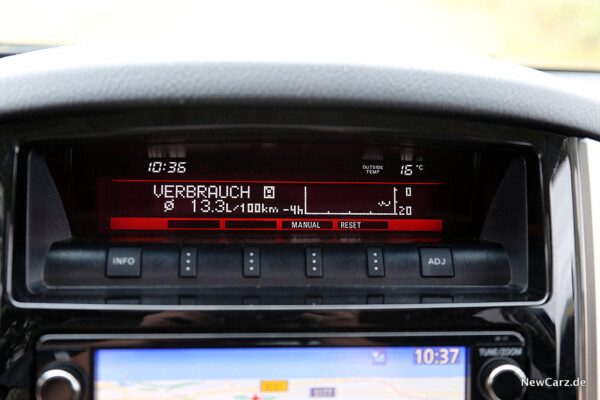 10:36 OUTSIDE TEMP 16 °C
VERBRAUCH 0
Ø 13.3L/100km -4h 20
MANUAL RESET
INFO ADJ
10:37 TUNE/ZOOM
NewCarz.de